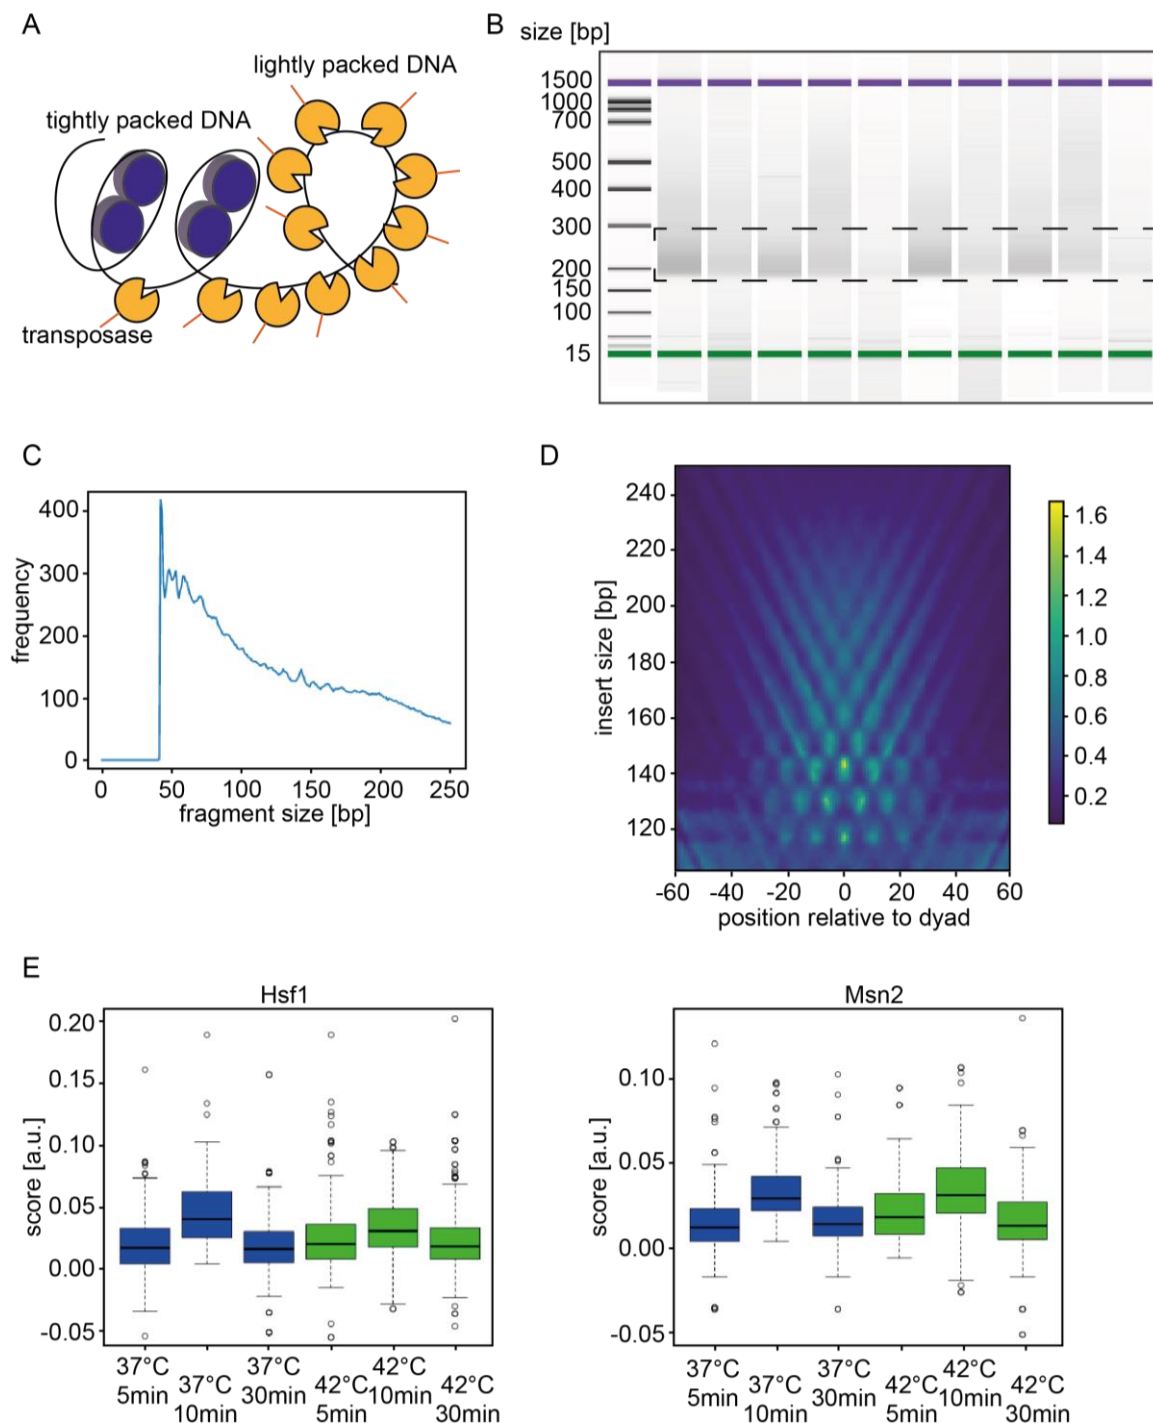 A
lightly packed DNA
tightly packed DNA
transposase
B
size [bp]
1500
1000
700
500
400
300
200
150
100
15
C
400
300
200
100
0
frequency
0 50 100 150 200 250
fragment size [bp]
D
240
220
200
180
160
140
120
insert size [bp]
-60 -40 -20 0 20 40 60
position relative to dyad
1.6
1.4
1.2
1.0
0.8
0.6
0.4
0.2
E
Hsf1
0.20
0.15
0.10
0.05
0.00
-0.05
score [a.u.]
37°C
5min
37°C
10min
37°C
30min
42°C
5min
42°C
10min
42°C
30min
Msn2
0.10
0.05
0.00
-0.05
score [a.u.]
37°C
5min
37°C
10min
37°C
30min
42°C
5min
42°C
10min
42°C
30min